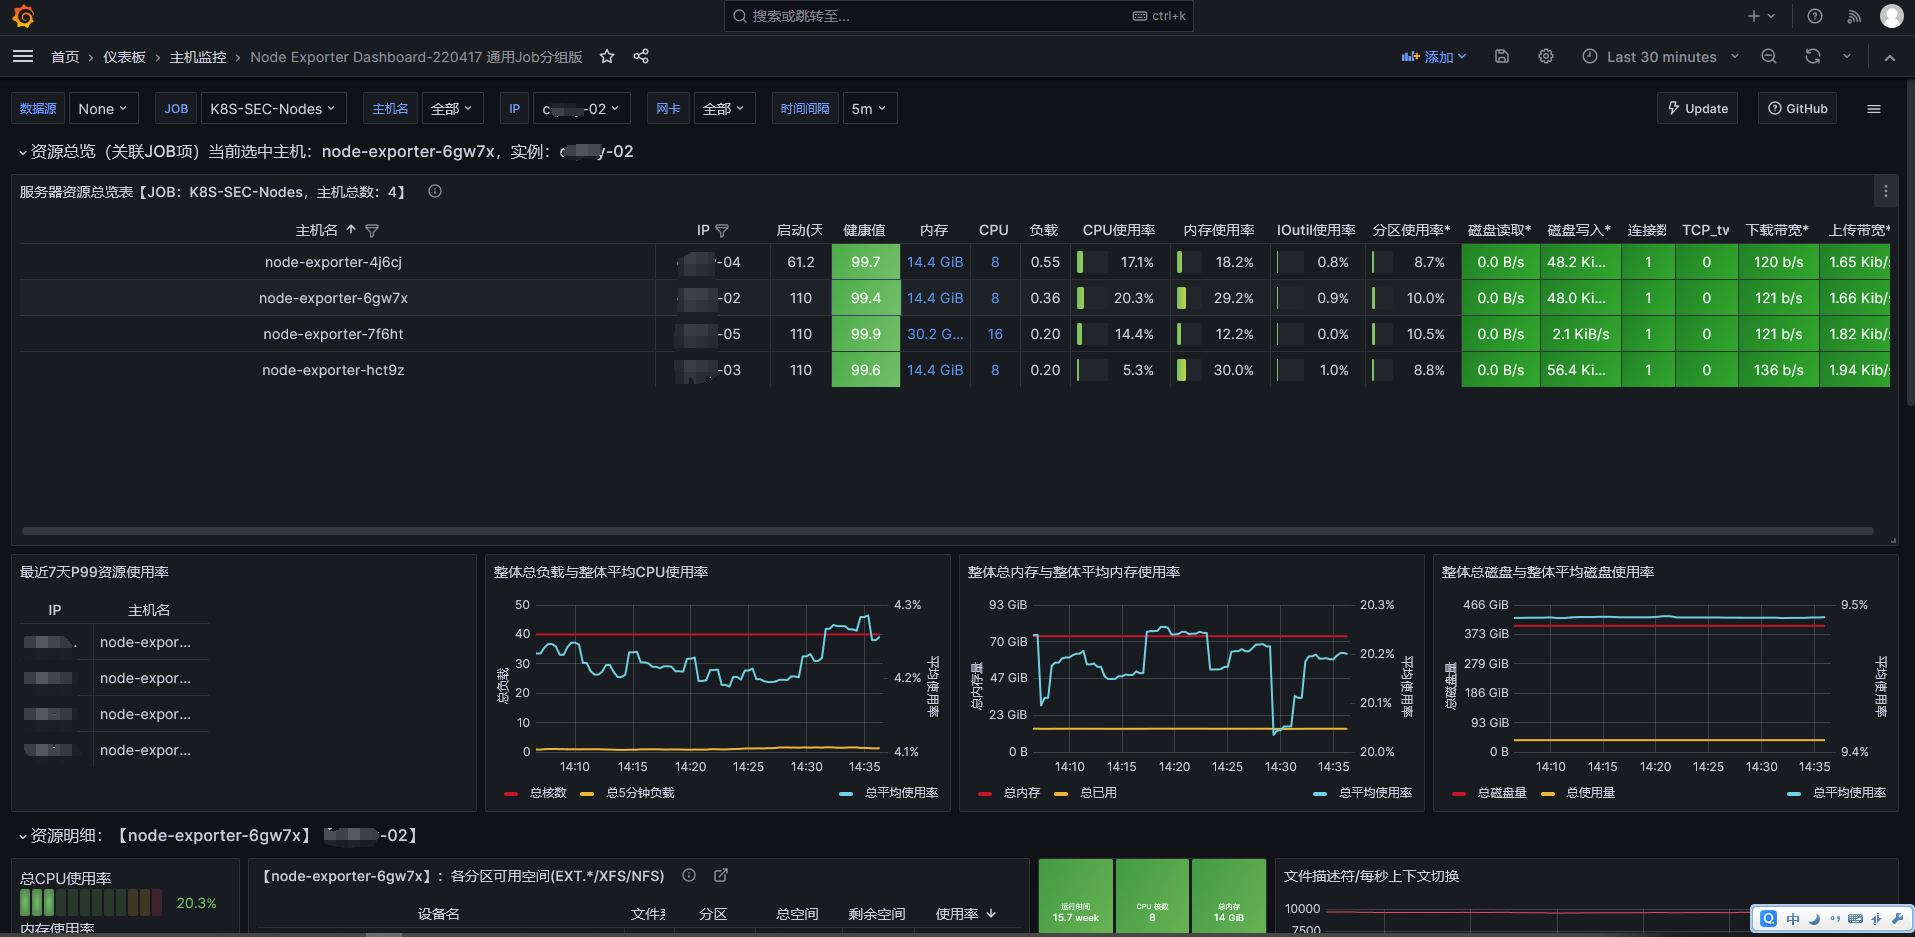 搜索或跳转至... ctrl+k
首页 › 仪表板 › 主机监控 › Node Exporter Dashboard-220417 通用Job分组版 添加 Last 30 minutes
数据源 None JOB K8S-SEC-Nodes 主机名 全部 IP c -02 网卡 全部 时间间隔 5m Update GitHub
资源总览（关联JOB项）当前选中主机：node-exporter-6gw7x，实例： y-02
服务器资源总览表【JOB：K8S-SEC-Nodes，主机总数：4】
主机名 IP 启动(天 健康值 内存 CPU 负载 CPU使用率 内存使用率 IOutil使用率 分区使用率* 磁盘读取* 磁盘写入* 连接数 TCP_tw 下载带宽* 上传带宽*
node-exporter-4j6cj -04 61.2 99.7 14.4 GiB 8 0.55 17.1% 18.2% 0.8% 8.7% 0.0 B/s 48.2 Ki... 1 0 120 b/s 1.65 Kib/s
node-exporter-6gw7x -02 110 99.4 14.4 GiB 8 0.36 20.3% 29.2% 0.9% 10.0% 0.0 B/s 48.0 Ki... 1 0 121 b/s 1.66 Kib/s
node-exporter-7f6ht -05 110 99.9 30.2 G... 16 0.20 14.4% 12.2% 0.0% 10.5% 0.0 B/s 2.1 KiB/s 1 0 121 b/s 1.82 Kib/s
node-exporter-hct9z -03 110 99.6 14.4 GiB 8 0.20 5.3% 30.0% 1.0% 8.8% 0.0 B/s 56.4 Ki... 1 0 136 b/s 1.94 Kib/s
最近7天P99资源使用率
IP 主机名
node-expor...
node-expor...
node-expor...
node-expor...
整体总负载与整体平均CPU使用率
50
40
30
20
10
0
总负载
4.3%
4.2%
4.1%
平均使用率
14:10 14:15 14:20 14:25 14:30 14:35
总核数 总5分钟负载 总平均使用率
整体总内存与整体平均内存使用率
93 GiB
70 GiB
47 GiB
23 GiB
0 B
总内存量
20.3%
20.2%
20.1%
20.0%
平均使用率
14:10 14:15 14:20 14:25 14:30 14:35
总内存 总已用 总平均使用率
整体总磁盘与整体平均磁盘使用率
466 GiB
373 GiB
279 GiB
186 GiB
93 GiB
0 B
总磁盘量
9.5%
9.4%
平均使用率
14:10 14:15 14:20 14:25 14:30 14:35
总磁盘量 总使用量 总平均使用率
资源明细：【node-exporter-6gw7x】 -02】
总CPU使用率
20.3%
内存使用率
【node-exporter-6gw7x】：各分区可用空间(EXT.*/XFS/NFS)
设备名 文件系 分区 总空间 剩余空间 使用率
运行时间
15.7 week
CPU 核数
8
总内存
14 GiB
文件描述符/每秒上下文切换
10000
7500
中